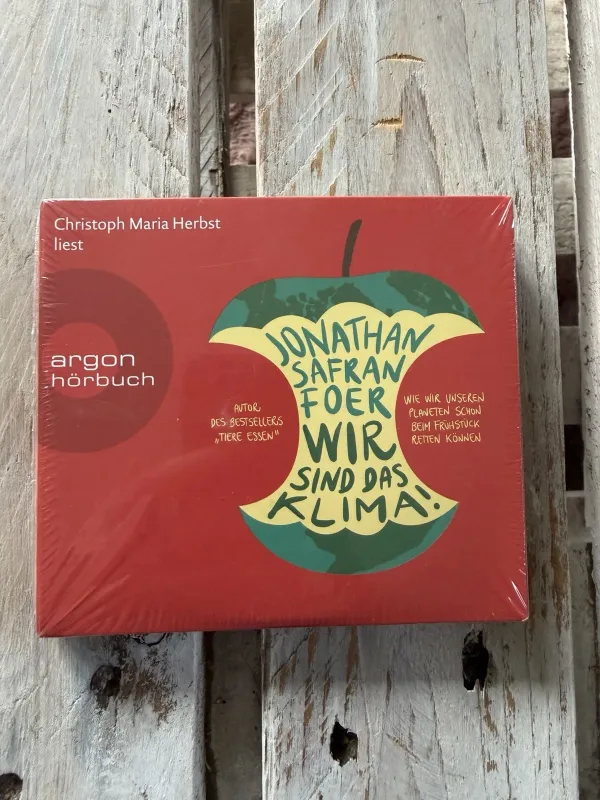 Christoph Maria Herbst
liest
argon
hörbuch
JONATHAN
SAFRAN
FOER
WIR
SIND DAS
KLIMA!
AUTOR
DES BESTSELLERS
„TIERE ESSEN“
WIE WIR UNSEREN
PLANETEN SCHON
BEIM FRÜHSTÜCK
RETTEN KÖNNEN